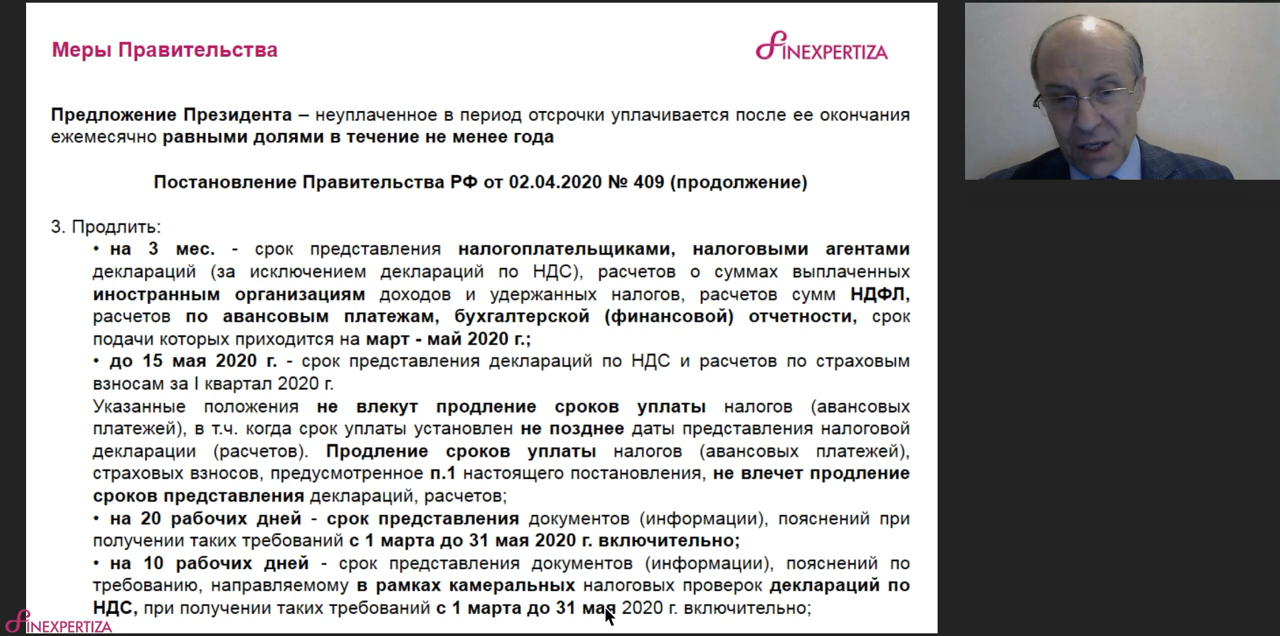 Меры Правительства
FINEXPERTIZA
Предложение Президента – неуплаченное в период отсрочки уплачивается после ее окончания
ежемесячно равными долями в течение не менее года
Постановление Правительства РФ от 02.04.2020 № 409 (продолжение)
3. Продлить:
• на 3 мес. - срок представления налогоплательщиками, налоговыми агентами
деклараций (за исключением деклараций по НДС), расчетов о суммах выплаченных
иностранным организациям доходов и удержанных налогов, расчетов сумм НДФЛ,
расчетов по авансовым платежам, бухгалтерской (финансовой) отчетности, срок
подачи которых приходится на март - май 2020 г.;
• до 15 мая 2020 г. - срок представления декларации по НДС и расчетов по страховым
взносам за I квартал 2020 г.
Указанные положения не влекут продление сроков уплаты налогов (авансовых
платежей), в т.ч. когда срок уплаты установлен не позднее даты представления налоговой
декларации (расчетов). Продление сроков уплаты налогов (авансовых платежей),
страховых взносов, предусмотренное п.1 настоящего постановления, не влечет продление
сроков представления деклараций, расчетов;
• на 20 рабочих дней - срок представления документов (информации), пояснений при
получении таких требований с 1 марта до 31 мая 2020 г. включительно;
• на 10 рабочих дней - срок представления документов (информации), пояснений по
требованию, направляемому в рамках камеральных налоговых проверок деклараций по
НДС, при получении таких требований с 1 марта до 31 мая 2020 г. включительно;
FINEXPERTIZA